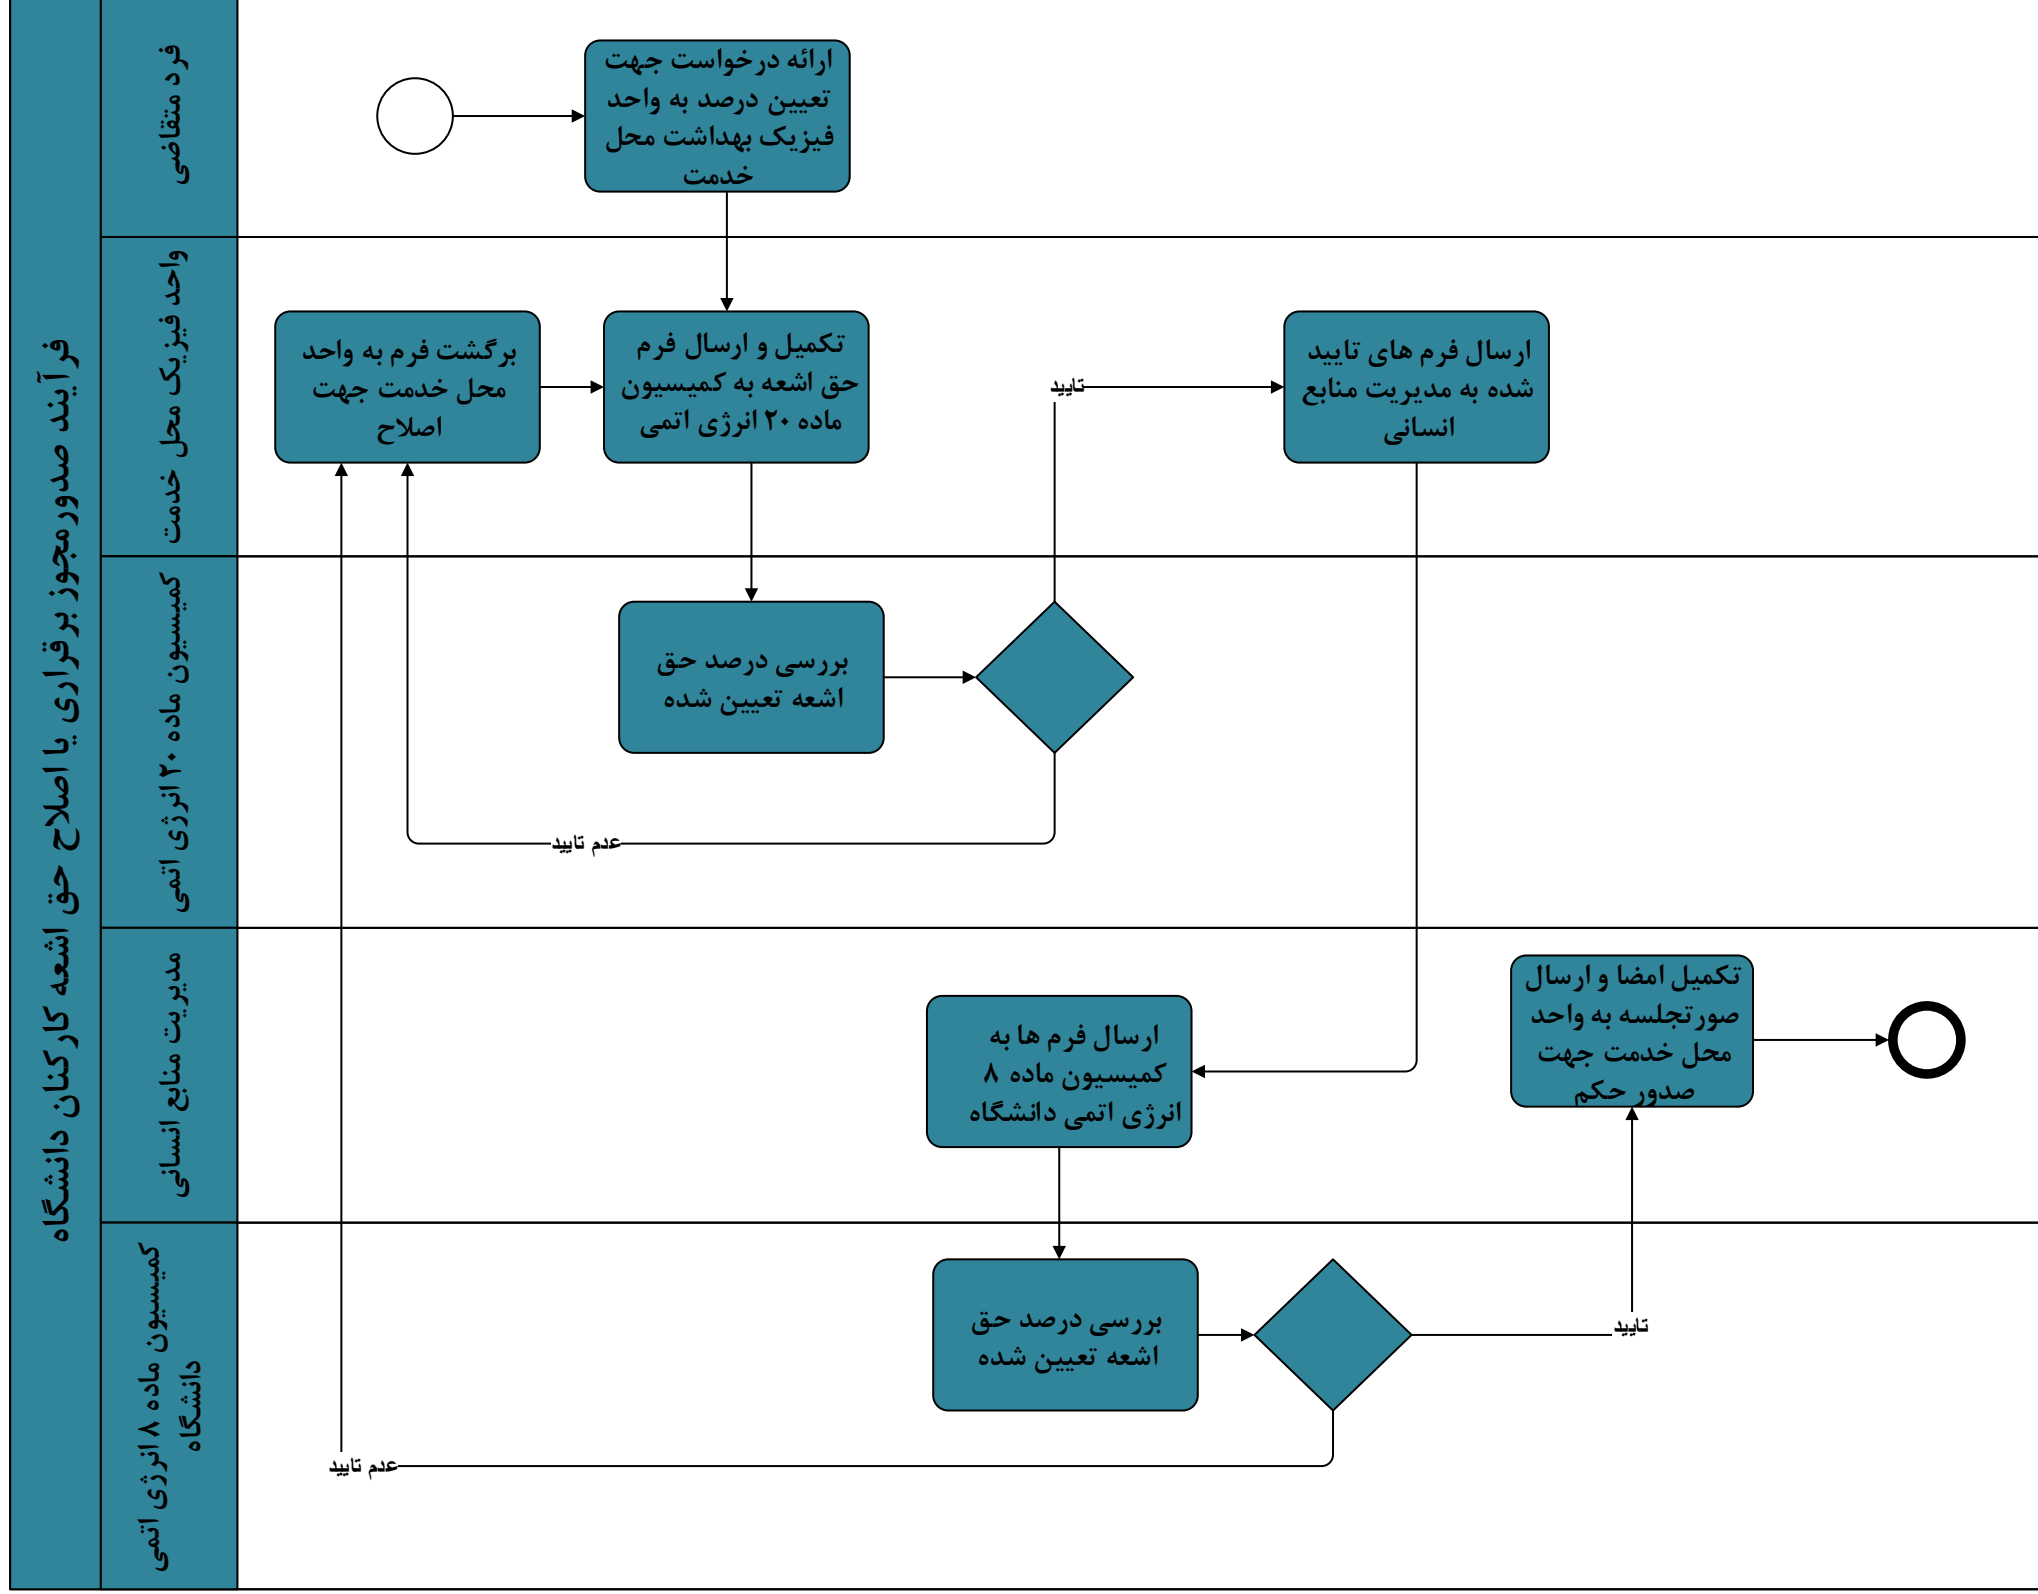 فرآیند صدورمجوز برقراری یا اصلاح حق اشعه کارکنان دانشگاه
فرد متقاضی
ارائه درخواست جهت
تعیین درصد به واحد
فیزیک بهداشت محل
خدمت
واحد فیزیک محل خدمت
برگشت فرم به واحد
محل خدمت جهت
اصلاح
تکمیل و ارسال فرم
حق اشعه به کمیسیون
ماده ۲۰ انرژی اتمی
تایید
ارسال فرم های تایید
شده به مدیریت منابع
انسانی
کمیسیون ماده ۲۰ انرژی اتمی
بررسی درصد حق
اشعه تعیین شده
عدم تایید
مدیریت منابع انسانی
ارسال فرم ها به
کمیسیون ماده ۸
انرژی اتمی دانشگاه
تکمیل امضا و ارسال
صورتجلسه به واحد
محل خدمت جهت
صدور حکم
کمیسیون ماده ۸ انرژی اتمی
دانشگاه
بررسی درصد حق
اشعه تعیین شده
تایید
عدم تایید